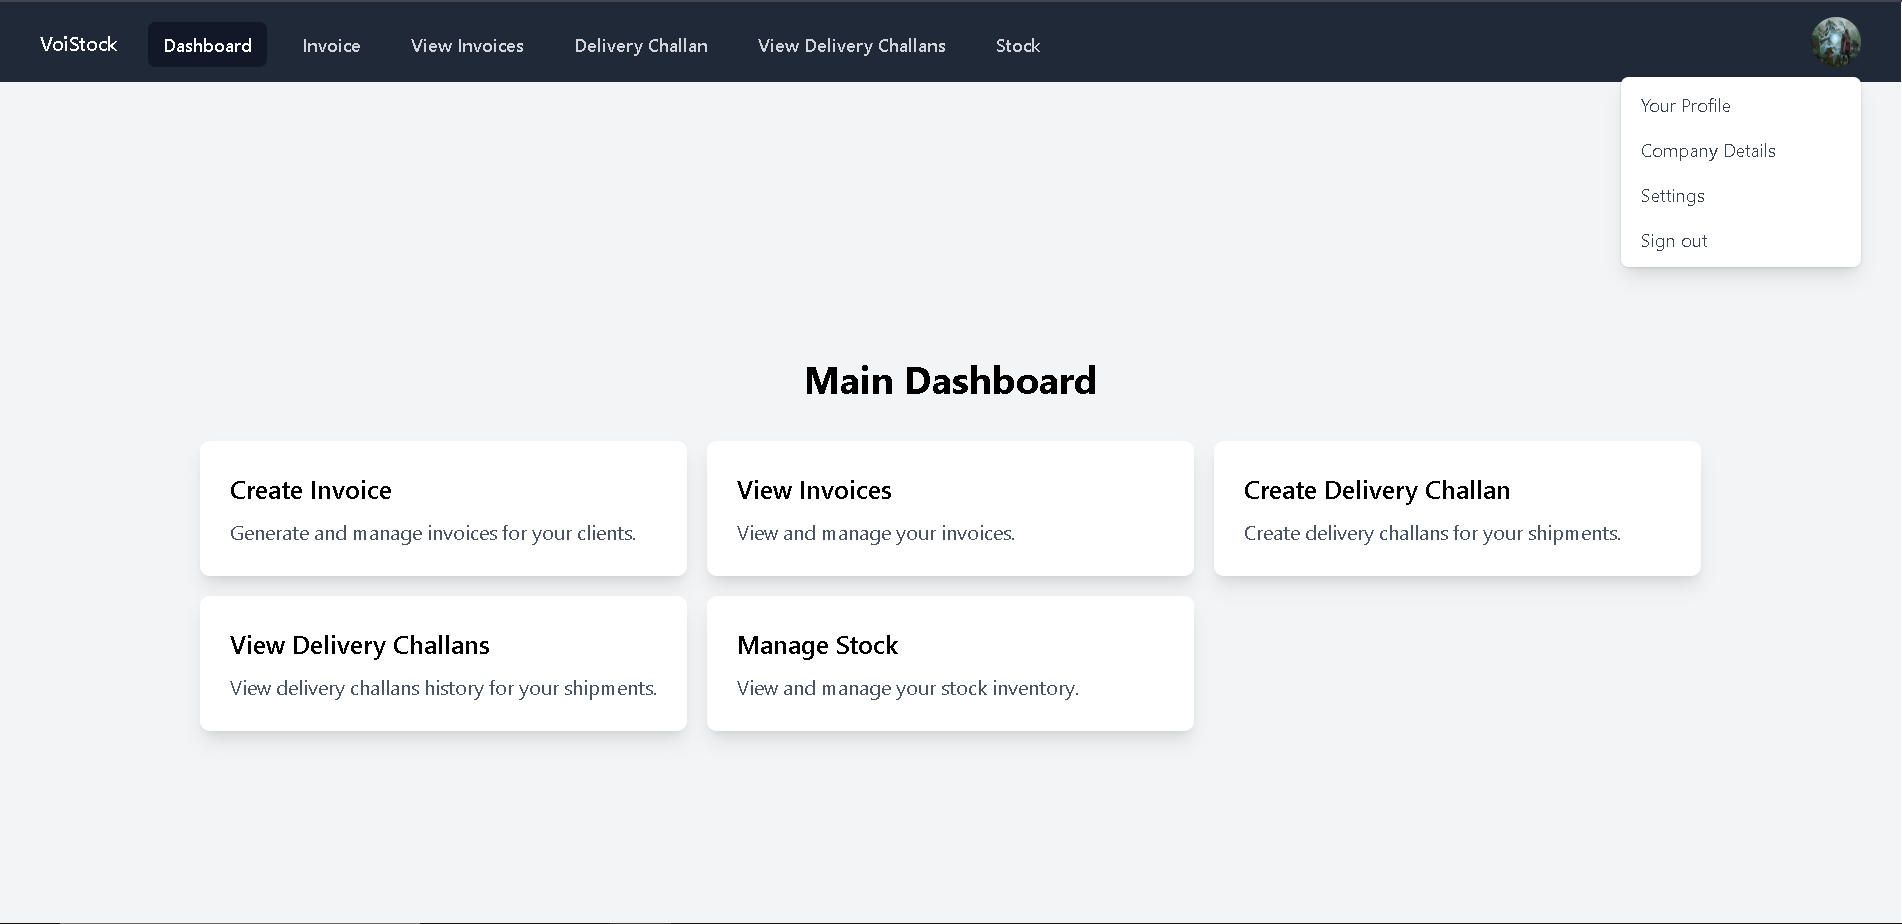 VoiStock
Dashboard
Invoice
View Invoices
Delivery Challan
View Delivery Challans
Stock
Your Profile
Company Details
Settings
Sign out
Main Dashboard
Create Invoice
Generate and manage invoices for your clients.
View Invoices
View and manage your invoices.
Create Delivery Challan
Create delivery challans for your shipments.
View Delivery Challans
View delivery challans history for your shipments.
Manage Stock
View and manage your stock inventory.